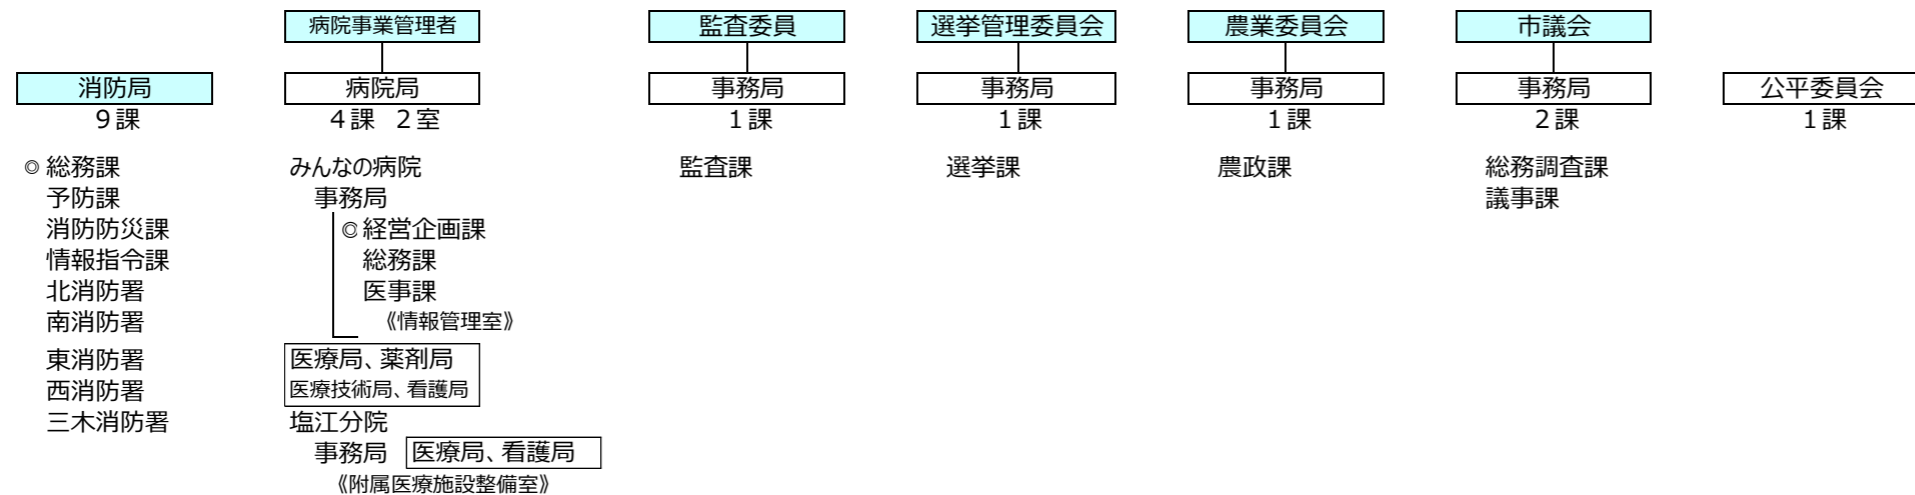 病院事業管理者
監査委員
選挙管理委員会
農業委員会
市議会
消防局
病院局
事務局
事務局
事務局
事務局
公平委員会
9課
4課 2室
1課
1課
1課
2課
1課
◎総務課
予防課
消防防災課
情報指令課
北消防署
南消防署
東消防署
西消防署
三木消防署
みんなの病院
事務局
◎経営企画課
総務課
医事課
《情報管理室》
医療局、薬剤局
医療技術局、看護局
塩江分院
事務局 医療局、看護局
《附属医療施設整備室》
監査課
選挙課
農政課
総務調査課
議事課